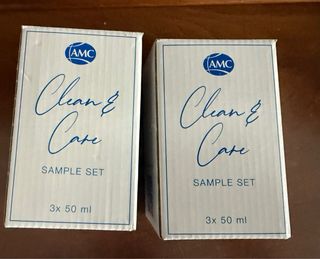 AMC
Clean &
Care
SAMPLE SET
3x 50 ml
AMC
Clean &
Care
SAMPLE SET
3x 50 ml